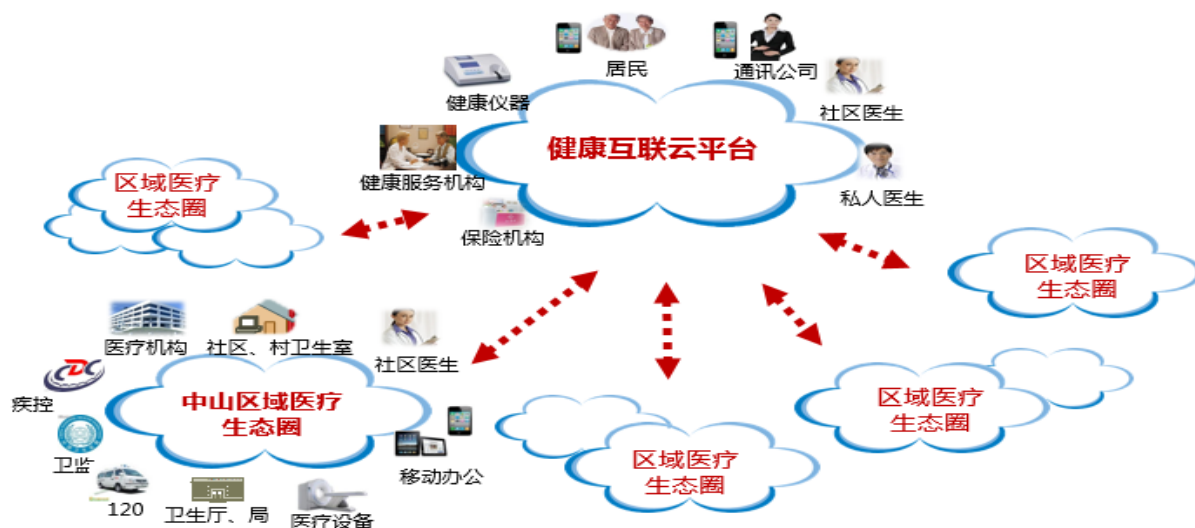 居民
通讯公司
健康仪器
社区医生
健康互联云平台
健康服务机构
私人医生
保险机构
区域医疗
生态圈
区域医疗
生态圈
医疗机构
社区、村卫生室
社区医生
疾控
CDC
中山区域医疗
生态圈
卫监
移动办公
120
卫生厅、局
医疗设备
区域医疗
生态圈
区域医疗
生态圈